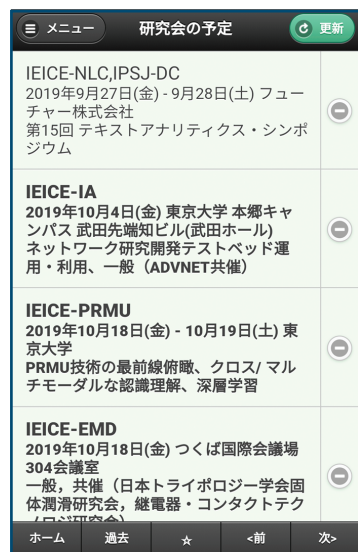 メニュー
研究会の予定
更新
IEICE-NLC,IPSJ-DC
2019年9月27日(金) - 9月28日(土) フュー
チャー株式会社
第15回 テキストアナリティクス・シンポ
ジウム
IEICE-IA
2019年10月4日(金) 東京大学 本郷キャ
ンパス 武田先端知ビル(武田ホール)
ネットワーク研究開発テストベッド運
用・利用、一般（ADVNET共催）
IEICE-PRMU
2019年10月18日(金) - 10月19日(土) 東
京大学
PRMU技術の最前線俯瞰、クロス/ マル
チモーダルな認識理解、深層学習
IEICE-EMD
2019年10月18日(金) つくば国際会議場
304会議室
一般，共催（日本トライボロジー学会固
体潤滑研究会，継電器・コンタクトテク
ノロジ研究会）
ホーム
過去
☆
<前
次>